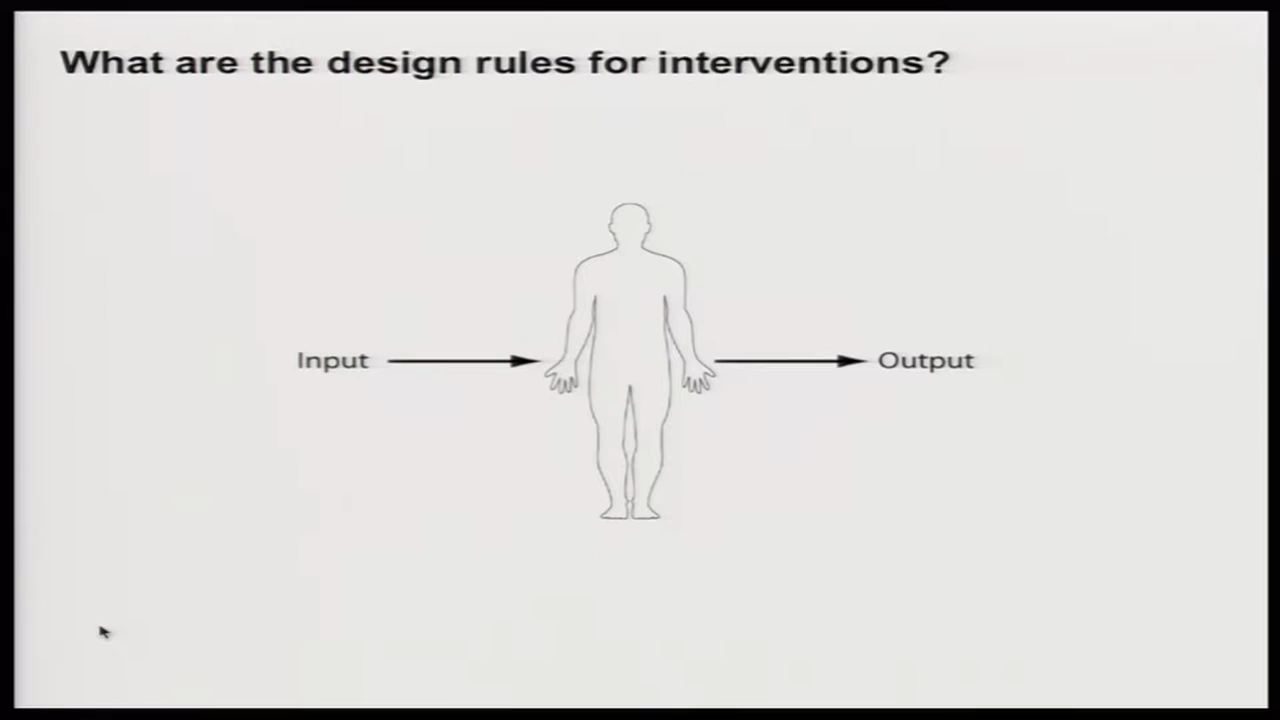 What are the design rules for interventions?
Input
Output